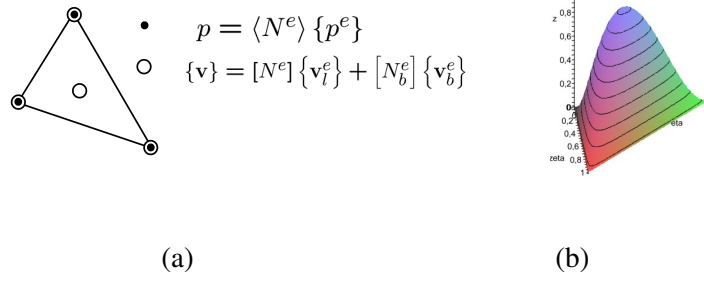 p = ⟨N^e⟩ {p^e}
{v} = [N^e] {v_l^e} + [N_b^e] {v_b^e}
z
0,8
0,6
0,4
0,2
0
0,2
0,4
0,6
zeta 0,8
1
eta
(a)
(b)